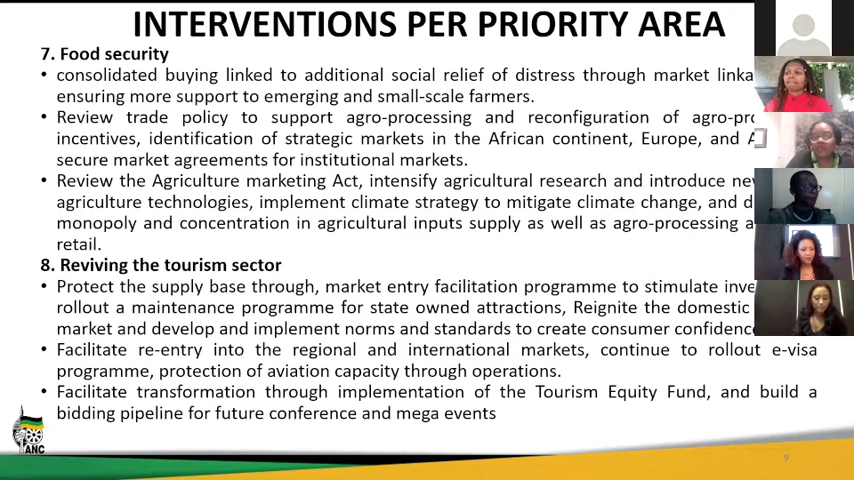 INTERVENTIONS PER PRIORITY AREA
7. Food security
• consolidated buying linked to additional social relief of distress through market linka
ensuring more support to emerging and small-scale farmers.
• Review trade policy to support agro-processing and reconfiguration of agro-pro
incentives, identification of strategic markets in the African continent, Europe, and A
secure market agreements for institutional markets.
• Review the Agriculture marketing Act, intensify agricultural research and introduce ne
agriculture technologies, implement climate strategy to mitigate climate change, and d
monopoly and concentration in agricultural inputs supply as well as agro-processing a
retail.
8. Reviving the tourism sector
• Protect the supply base through, market entry facilitation programme to stimulate inve
rollout a maintenance programme for state owned attractions, Reignite the domestic
market and develop and implement norms and standards to create consumer confidenc
• Facilitate re-entry into the regional and international markets, continue to rollout e-visa
programme, protection of aviation capacity through operations.
• Facilitate transformation through implementation of the Tourism Equity Fund, and build a
bidding pipeline for future conference and mega events
ANC
9